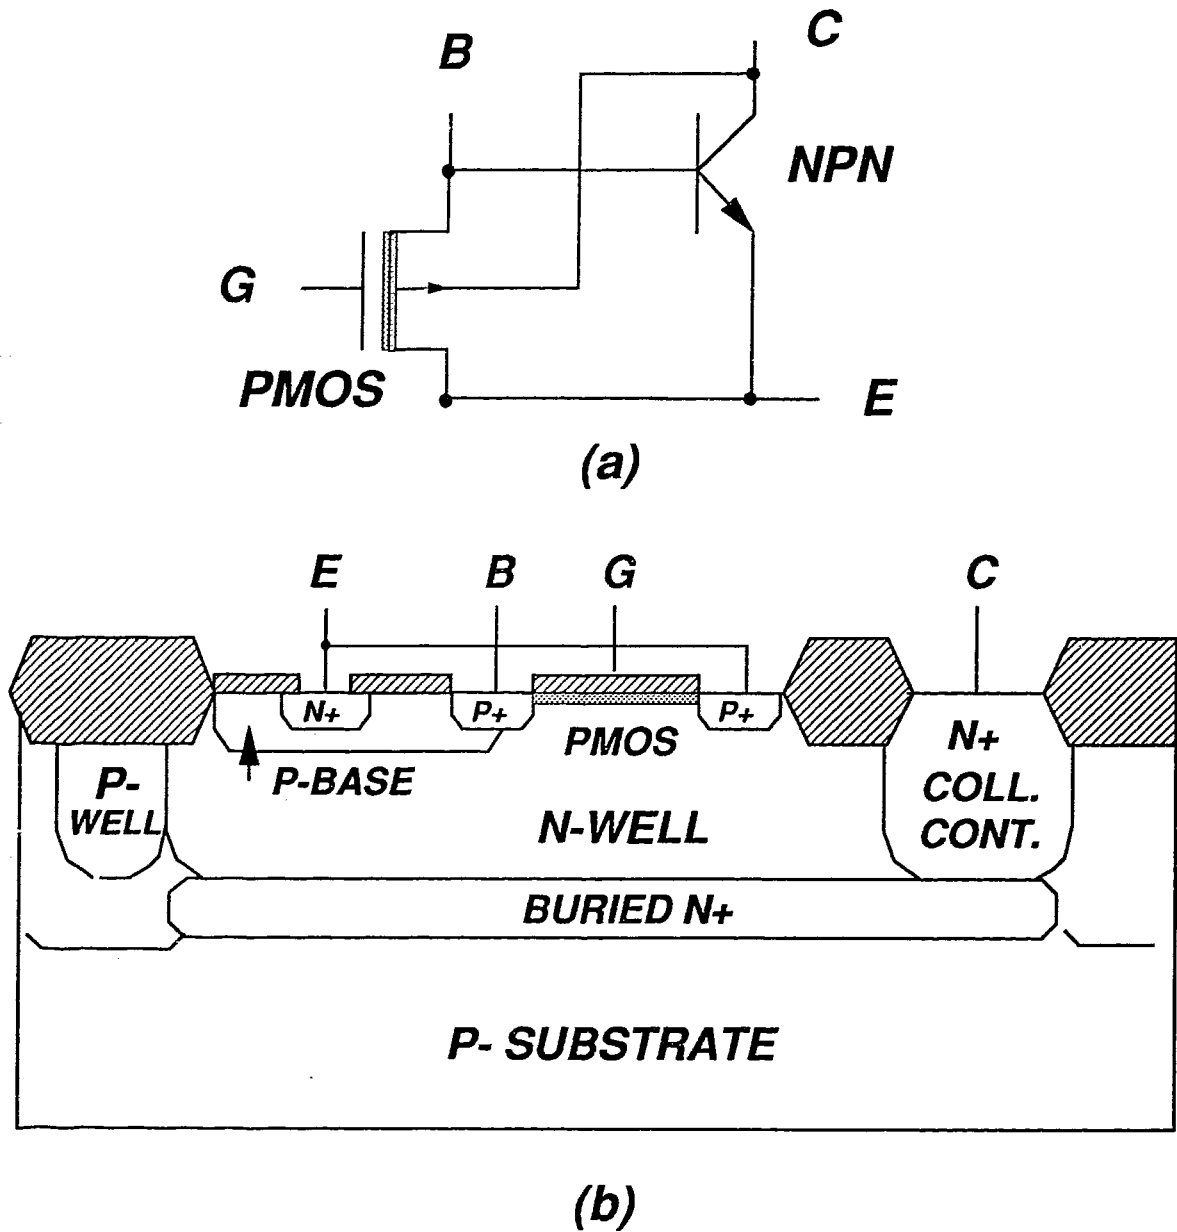 B
C
NPN
G
PMOS
E
(a)
E
B
G
C
N+
P+
P+
PMOS
N+
P-BASE
P-
WELL
COLL.
CONT.
N-WELL
BURIED N+
P- SUBSTRATE
(b)